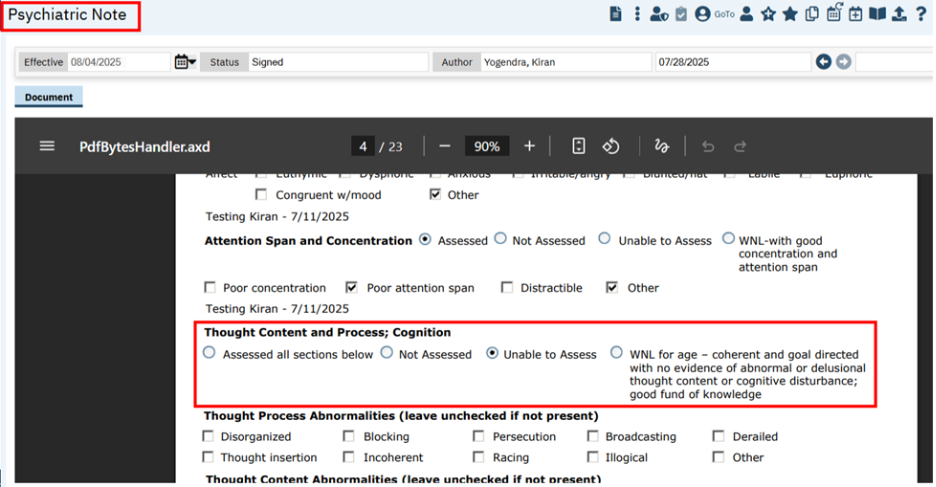 Psychiatric Note
GoTo
Effective 08/04/2025 Status Signed Author Yogendra, Kiran 07/28/2025
Document
PdfBytesHandler.axd 4 / 23 90%
Affect Euthymic Dysphoric Anxious Irritable/angry Blunted/flat Labile Euphoric
Congruent w/mood Other
Testing Kiran - 7/11/2025
Attention Span and Concentration Assessed Not Assessed Unable to Assess WNL-with good
concentration and
attention span
Poor concentration Poor attention span Distractible Other
Testing Kiran - 7/11/2025
Thought Content and Process; Cognition
Assessed all sections below Not Assessed Unable to Assess WNL for age – coherent and goal directed
with no evidence of abnormal or delusional
thought content or cognitive disturbance;
good fund of knowledge
Thought Process Abnormalities (leave unchecked if not present)
Disorganized Blocking Persecution Broadcasting Derailed
Thought insertion Incoherent Racing Illogical Other
Thought Content Abnormalities (leave unchecked if not present)